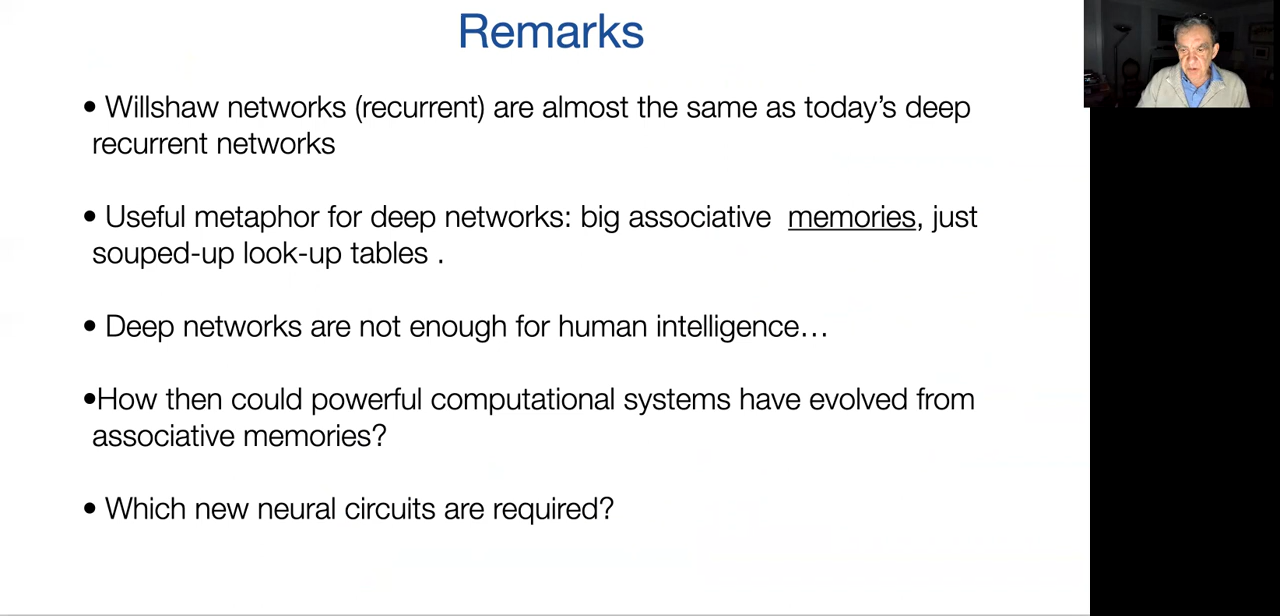 Remarks
• Willshaw networks (recurrent) are almost the same as today’s deep
recurrent networks
• Useful metaphor for deep networks: big associative memories, just
souped-up look-up tables .
• Deep networks are not enough for human intelligence…
•How then could powerful computational systems have evolved from
associative memories?
• Which new neural circuits are required?